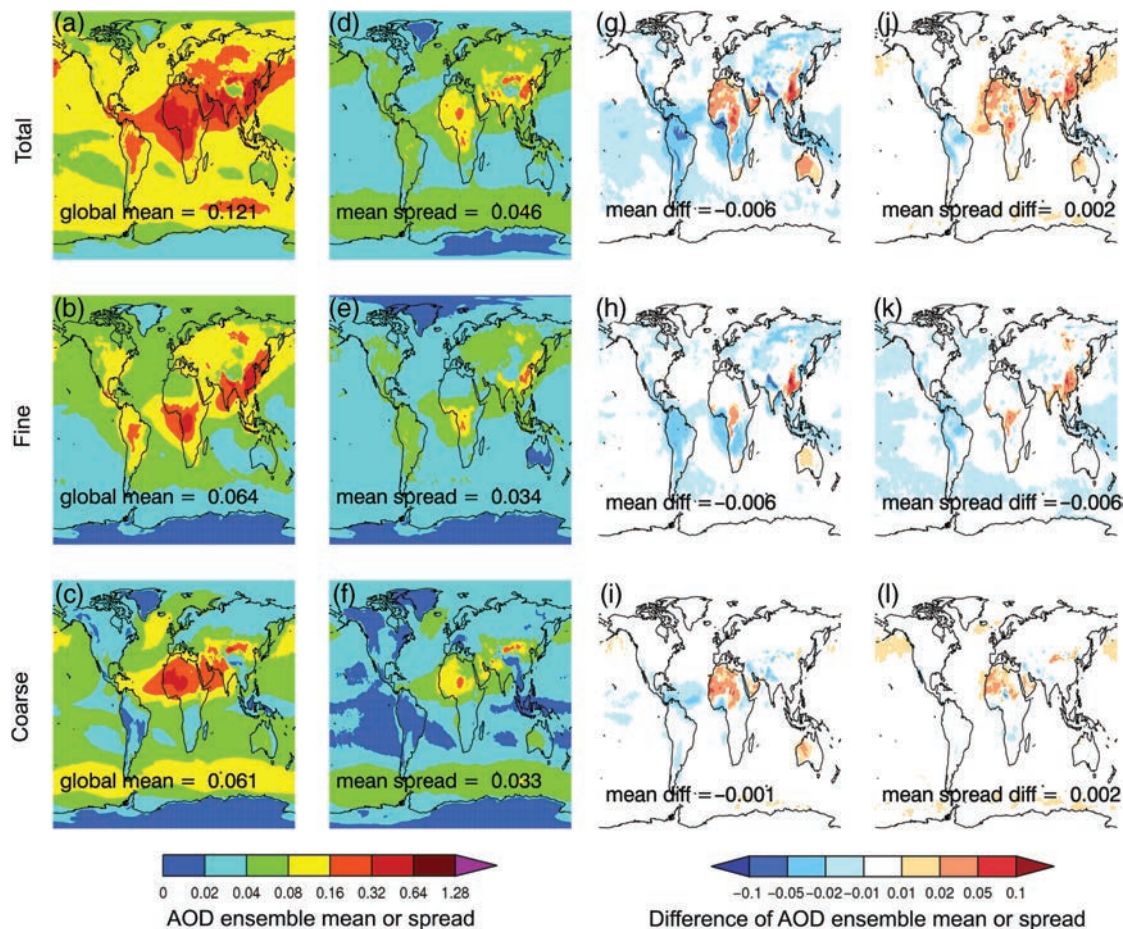 (a) (d) (g) (j)
Total
global mean = 0.121 mean spread = 0.046 mean diff =-0.006 mean spread diff= 0.002
(b) (e) (h) (k)
Fine
global mean = 0.064 mean spread = 0.034 mean diff =-0.006 mean spread diff =-0.006
(c) (f) (i) (l)
Coarse
global mean = 0.061 mean spread = 0.033 mean diff =-0.001 mean spread diff = 0.002
0 0.02 0.04 0.08 0.16 0.32 0.64 1.28
-0.1 -0.05 -0.02 -0.01 0.01 0.02 0.05 0.1
AOD ensemble mean or spread
Difference of AOD ensemble mean or spread